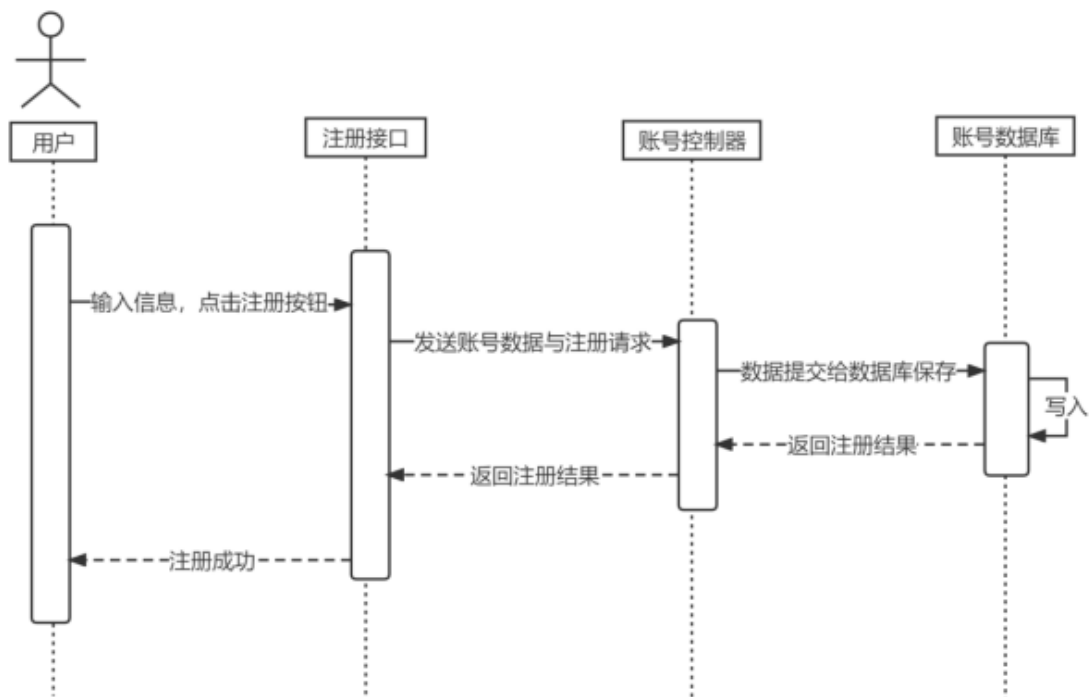 用户
注册接口
账号控制器
账号数据库
输入信息，点击注册按钮
发送账号数据与注册请求
数据提交给数据库保存
写入
返回注册结果
返回注册结果
注册成功